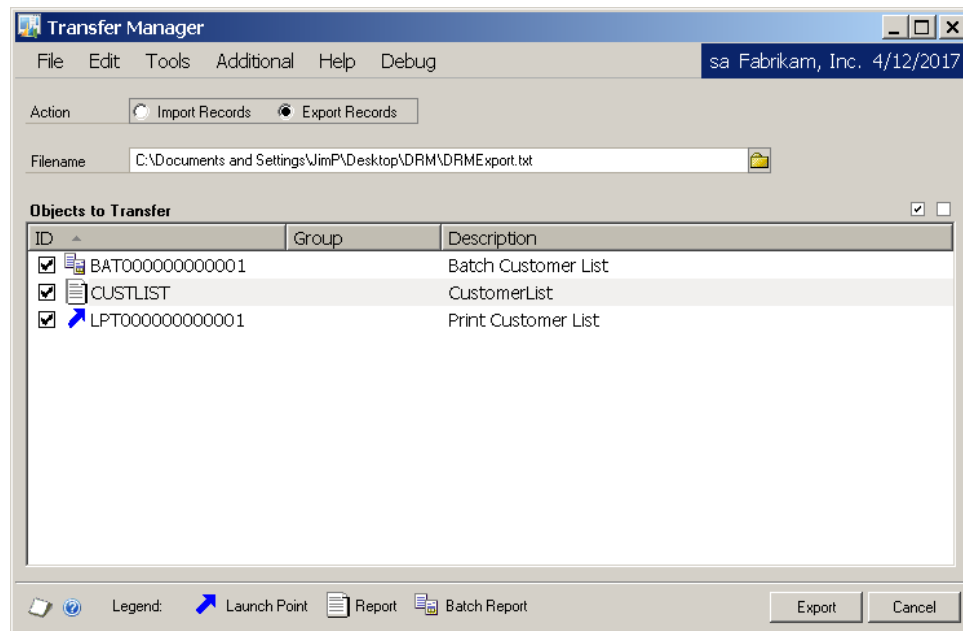 Transfer Manager
File Edit Tools Additional Help Debug sa Fabrikam, Inc. 4/12/2017
Action Import Records Export Records
Filename C:\Documents and Settings\JimP\Desktop\DRM\DRMExport.txt
Objects to Transfer
ID Group Description
BAT000000000001 Batch Customer List
CUSTLIST CustomerList
LPT000000000001 Print Customer List
Legend: Launch Point Report Batch Report Export Cancel